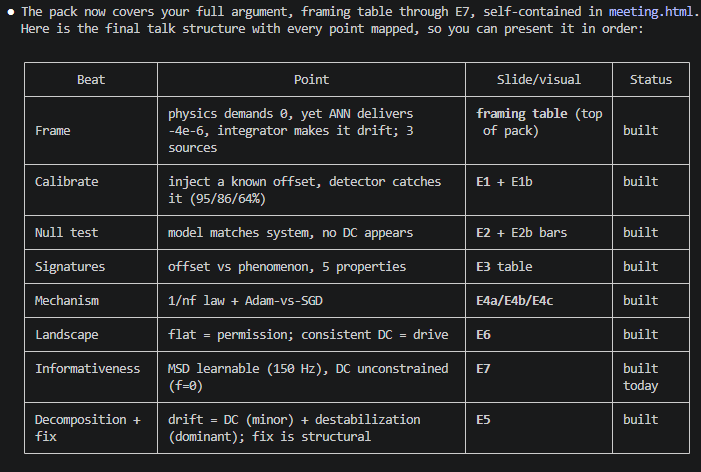 ● The pack now covers your full argument, framing table through E7, self-contained in meeting.html.
Here is the final talk structure with every point mapped, so you can present it in order:
Beat Point Slide/visual Status
Frame
physics demands 0, yet ANN delivers
-4e-6, integrator makes it drift; 3
sources
framing table (top
of pack)
built
Calibrate
inject a known offset, detector catches
it (95/86/64%)
E1 + E1b
built
Null test
model matches system, no DC appears
E2 + E2b bars
built
Signatures
offset vs phenomenon, 5 properties
E3 table
built
Mechanism
1/nf law + Adam-vs-SGD
E4a/E4b/E4c
built
Landscape
flat = permission; consistent DC = drive
E6
built
Informativeness
MSD learnable (150 Hz), DC unconstrained
(f=0)
E7
built
today
Decomposition +
fix
drift = DC (minor) + destabilization
(dominant); fix is structural
E5
built